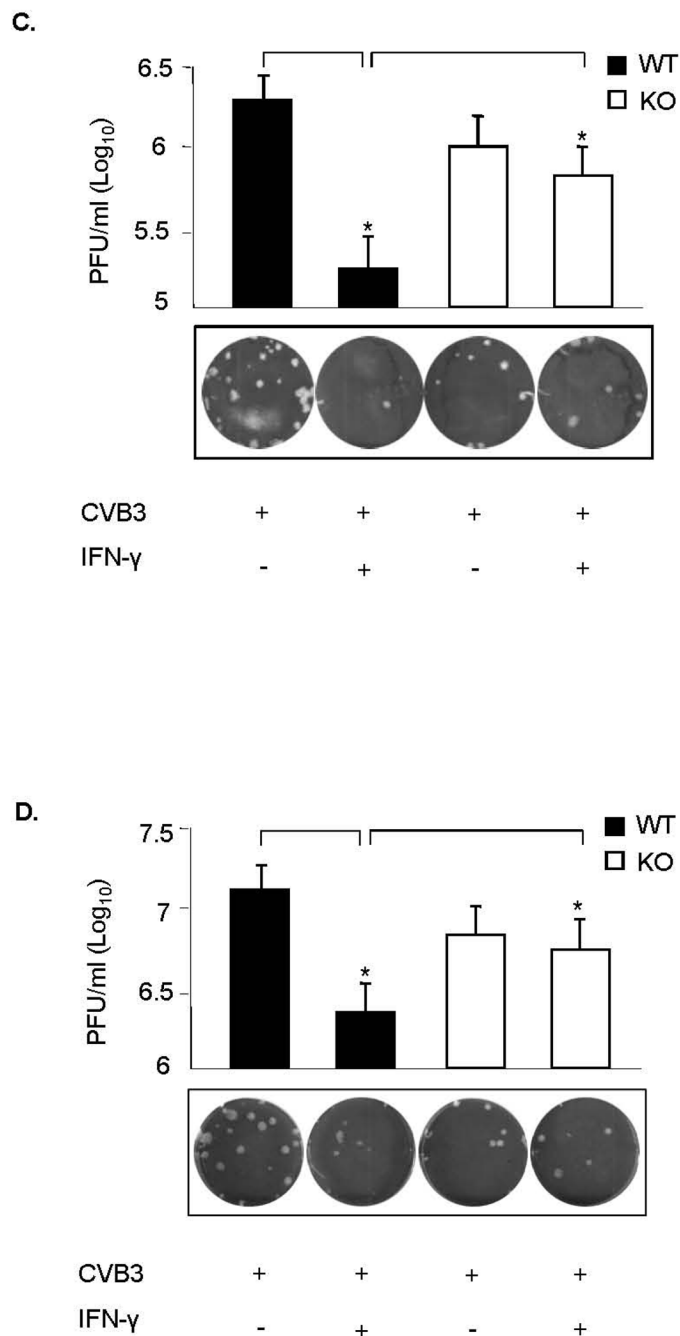 C.
6.5
WT
KO
6
*
*
5.5
5
PFU/ml (Log10)
CVB3 + + + +
IFN-γ - + - +
D.
7.5
WT
KO
7
*
*
6.5
6
PFU/ml (Log10)
CVB3 + + + +
IFN-γ - + - +